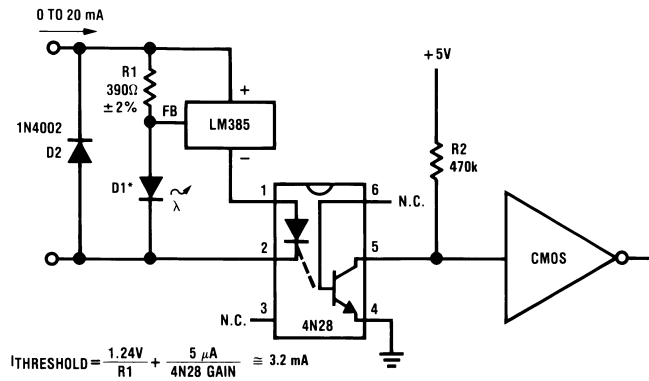 0 TO 20 mA
+5V
R1
390Ω
±2%
FB
+
LM385
−
1N4002
D2
D1*
λ
R2
470k
1
6
N.C.
2
5
CMOS
3
N.C.
4
4N28
ITHRESHOLD = 1.24V / R1 + 5 μA / 4N28 GAIN ≅ 3.2 mA